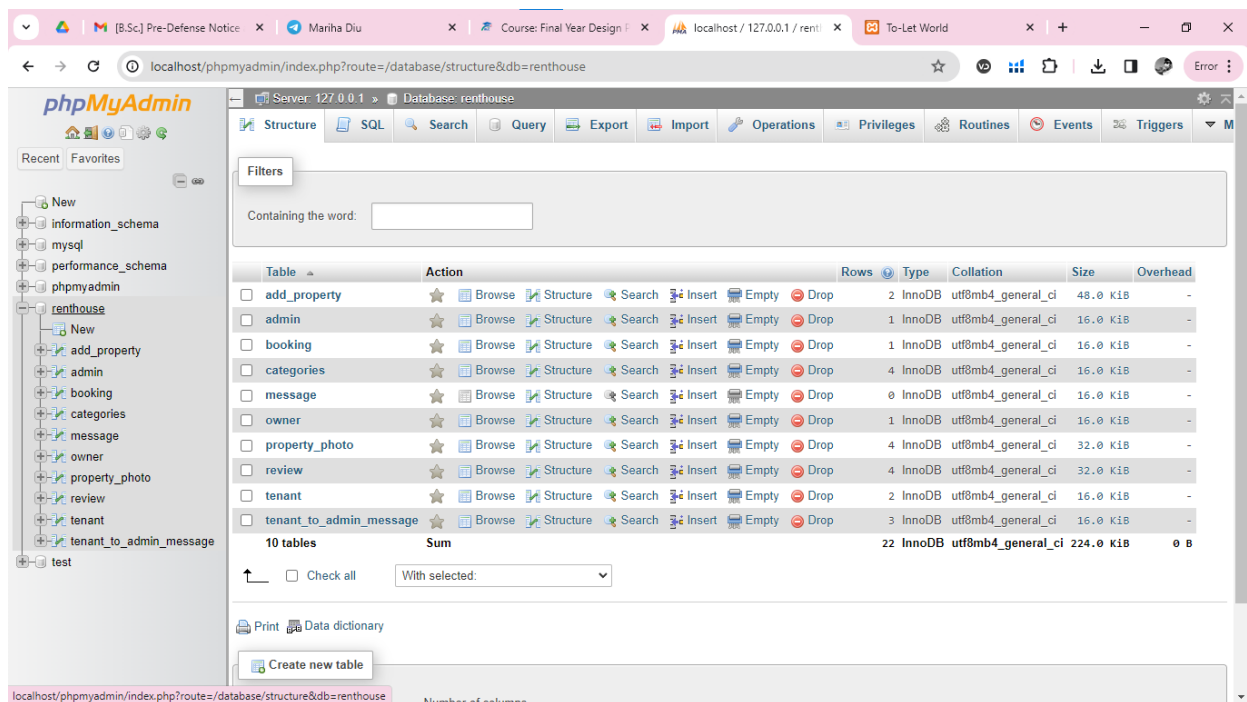 [B.Sc.] Pre-Defense Notice
Mariha Diu
Course: Final Year Design P
localhost / 127.0.0.1 / renth
To-Let World
localhost/phpmyadmin/index.php?route=/database/structure&db=renthouse
Error
phpMyAdmin
Recent Favorites
New
information_schema
mysql
performance_schema
phpmyadmin
renthouse
New
add_property
admin
booking
categories
message
owner
property_photo
review
tenant
tenant_to_admin_message
test
Server: 127.0.0.1 » Database: renthouse
Structure SQL Search Query Export Import Operations Privileges Routines Events Triggers M
Filters
Containing the word:
Table Action Rows Type Collation Size Overhead
add_property Browse Structure Search Insert Empty Drop 2 InnoDB utf8mb4_general_ci 48.0 KiB -
admin Browse Structure Search Insert Empty Drop 1 InnoDB utf8mb4_general_ci 16.0 KiB -
booking Browse Structure Search Insert Empty Drop 1 InnoDB utf8mb4_general_ci 16.0 KiB -
categories Browse Structure Search Insert Empty Drop 4 InnoDB utf8mb4_general_ci 16.0 KiB -
message Browse Structure Search Insert Empty Drop 0 InnoDB utf8mb4_general_ci 16.0 KiB -
owner Browse Structure Search Insert Empty Drop 1 InnoDB utf8mb4_general_ci 16.0 KiB -
property_photo Browse Structure Search Insert Empty Drop 4 InnoDB utf8mb4_general_ci 32.0 KiB -
review Browse Structure Search Insert Empty Drop 4 InnoDB utf8mb4_general_ci 32.0 KiB -
tenant Browse Structure Search Insert Empty Drop 2 InnoDB utf8mb4_general_ci 16.0 KiB -
tenant_to_admin_message Browse Structure Search Insert Empty Drop 3 InnoDB utf8mb4_general_ci 16.0 KiB -
10 tables Sum 22 InnoDB utf8mb4_general_ci 224.0 KiB 0 B
Check all With selected:
Print Data dictionary
Create new table
Number of columns
localhost/phpmyadmin/index.php?route=/database/structure&db=renthouse